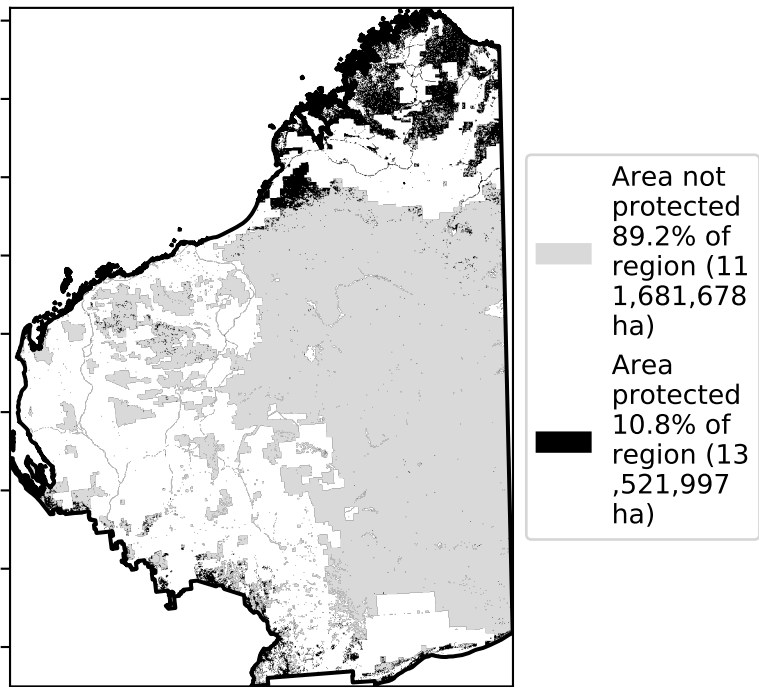 Area not
protected
89.2% of
region (11
1,681,678
ha)
Area
protected
10.8% of
region (13
,521,997
ha)